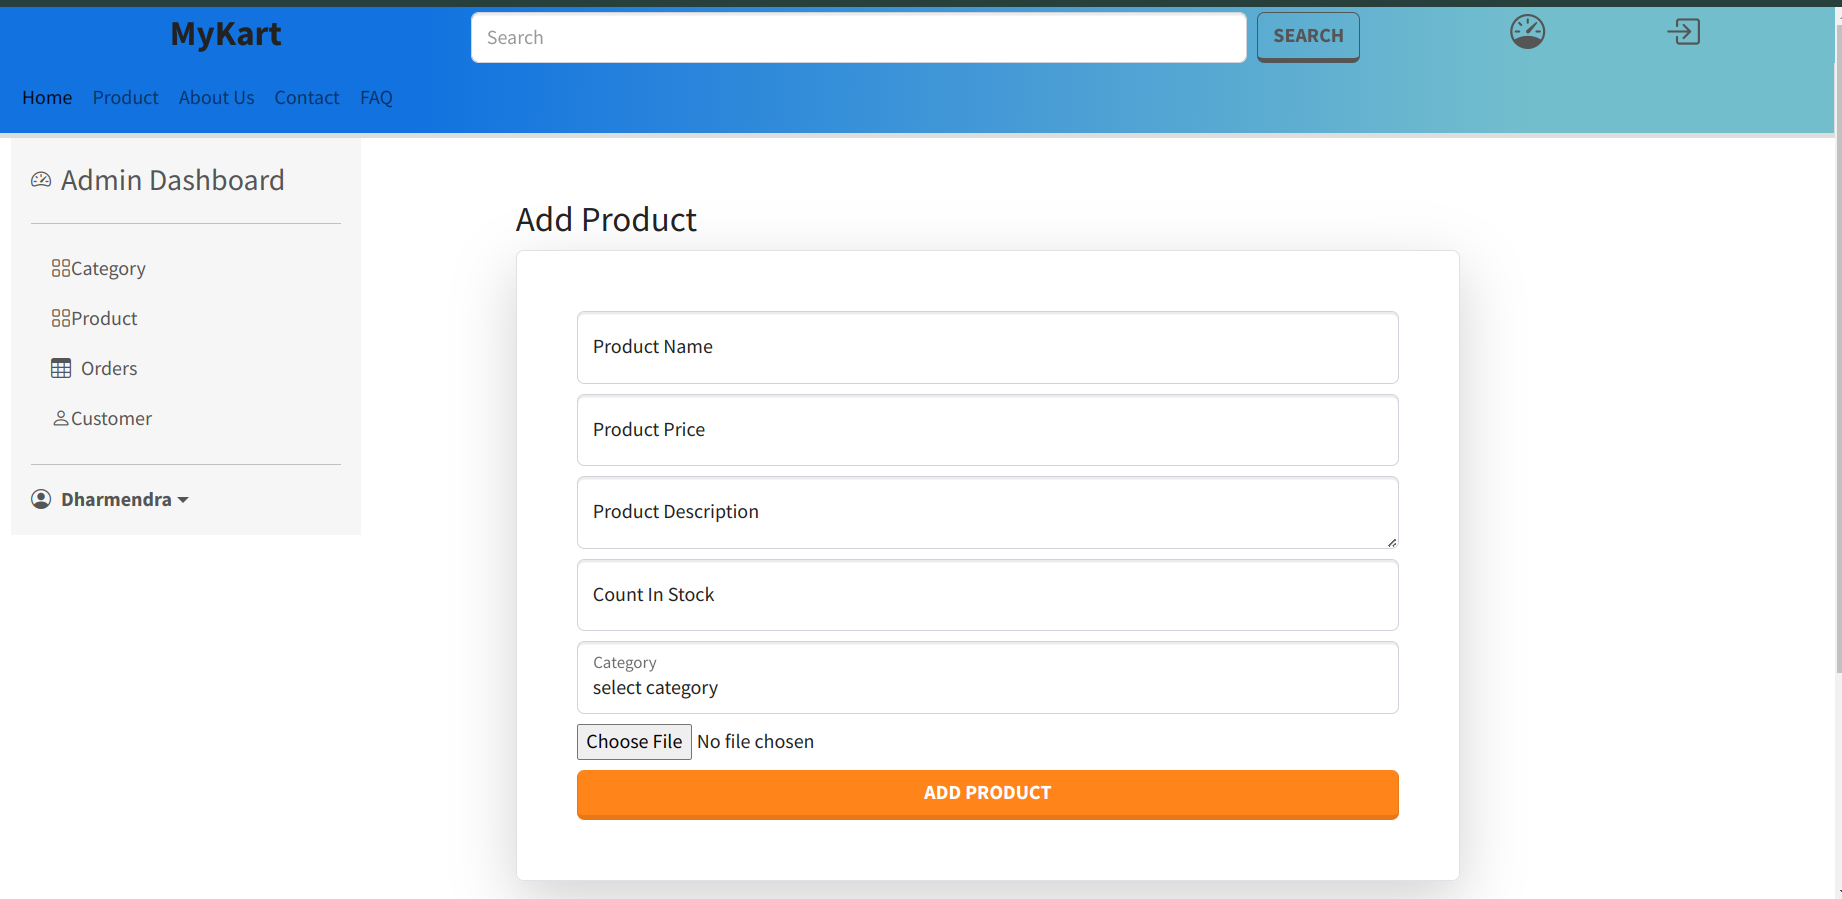 MyKart
Search
SEARCH
Home Product About Us Contact FAQ
Admin Dashboard
Category
Product
Orders
Customer
Dharmendra
Add Product
Product Name
Product Price
Product Description
Count In Stock
Category
select category
Choose File No file chosen
ADD PRODUCT